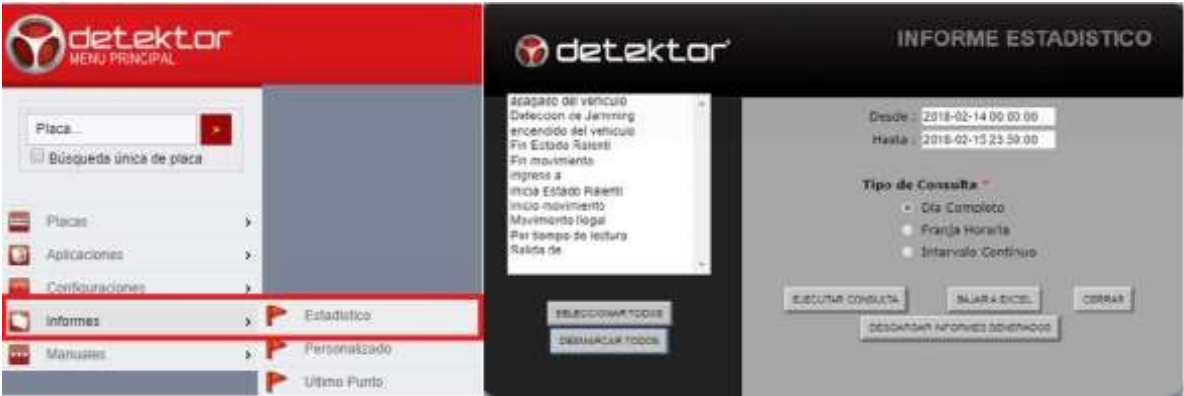 detektor
MENU PRINCIPAL
Placa...
Búsqueda única de placa
Placas
Aplicaciones
Configuraciones
Informes
Manuales
Estadístico
Personalizado
Ultimo Punto
detektor
INFORME ESTADISTICO
apagado del vehiculo
Deteccion de Jamming
encendido del vehiculo
Fin Estado Ralenti
Fin movimiento
Ingreso a
Inicia Estado Ralenti
Inicio movimiento
Movimiento Ilegal
Por tiempo de lectura
Salida de
SELECCIONAR TODOS
DESMARCAR TODOS
Desde : 2018-02-14 00:00:00
Hasta : 2018-02-15 23:59:00
Tipo de Consulta *
Dia Completo
Franja Horaria
Intervalo Continuo
EJECUTAR CONSULTA
BAJAR A EXCEL
CERRAR
DESCARGAR INFORMES GENERADOS